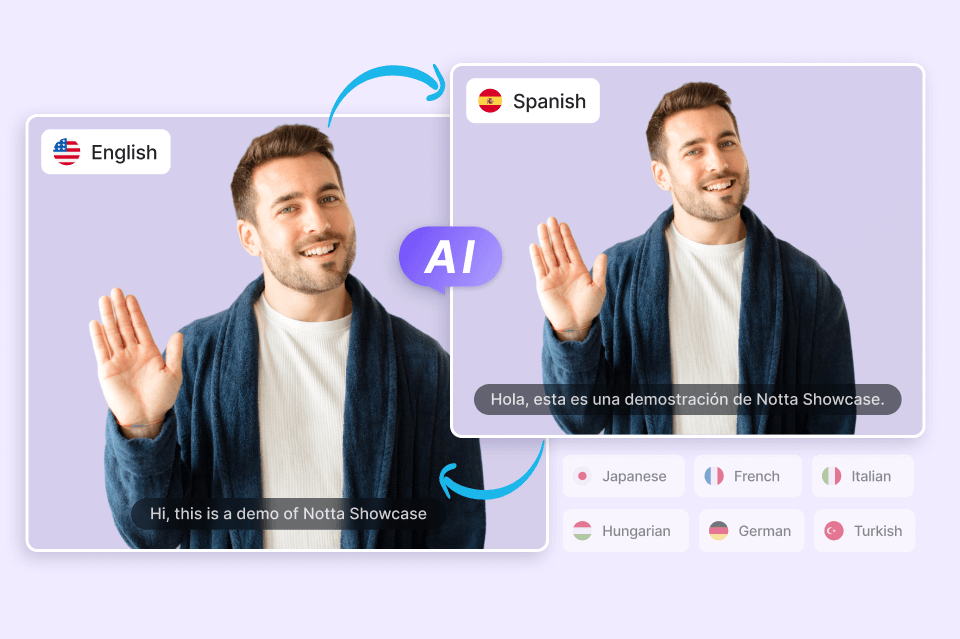 English
Hi, this is a demo of Notta Showcase
AI
Spanish
Hola, esta es una demostración de Notta Showcase.
Japanese
French
Italian
Hungarian
German
Turkish